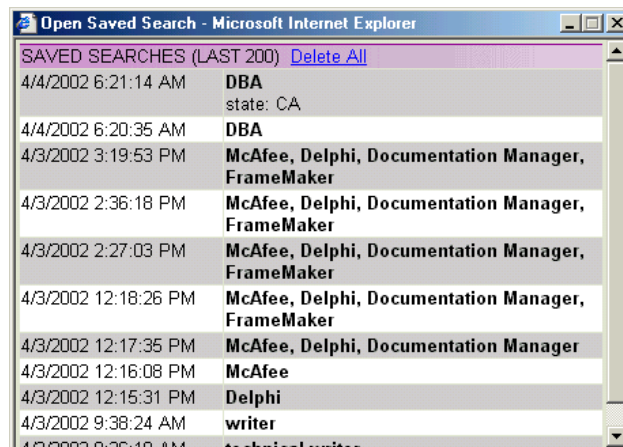 Open Saved Search - Microsoft Internet Explorer
SAVED SEARCHES (LAST 200) Delete All
4/4/2002 6:21:14 AM DBA
state: CA
4/4/2002 6:20:35 AM DBA
4/3/2002 3:19:53 PM McAfee, Delphi, Documentation Manager,
FrameMaker
4/3/2002 2:36:18 PM McAfee, Delphi, Documentation Manager,
FrameMaker
4/3/2002 2:27:03 PM McAfee, Delphi, Documentation Manager,
FrameMaker
4/3/2002 12:18:26 PM McAfee, Delphi, Documentation Manager,
FrameMaker
4/3/2002 12:17:35 PM McAfee, Delphi, Documentation Manager
4/3/2002 12:16:08 PM McAfee
4/3/2002 12:15:31 PM Delphi
4/3/2002 9:38:24 AM writer
technical writer